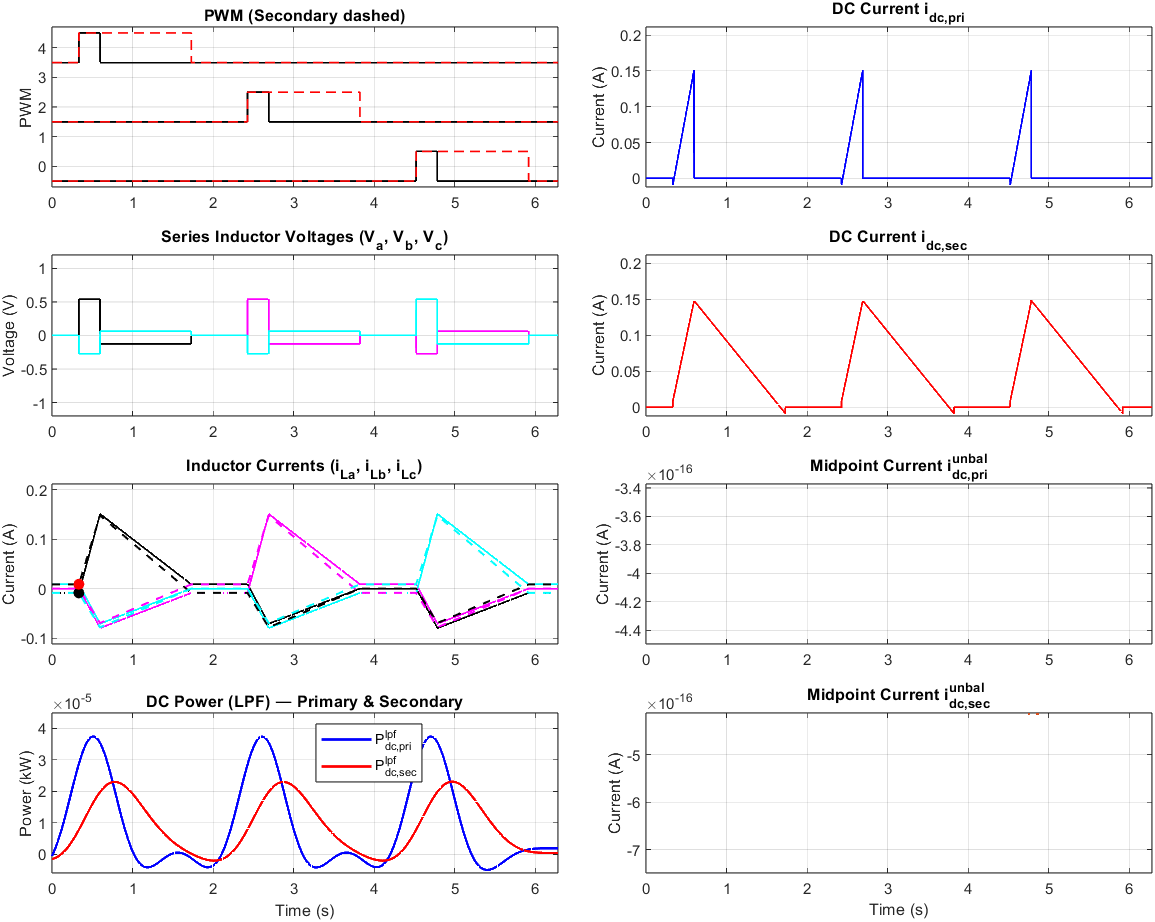 PWM (Secondary dashed)
PWM
4
3
2
1
0
0 1 2 3 4 5 6
DC Current i_dc,pri
Current (A)
0.2
0.15
0.1
0.05
0
0 1 2 3 4 5 6
Series Inductor Voltages (V_a, V_b, V_c)
Voltage (V)
1
0.5
0
-0.5
-1
0 1 2 3 4 5 6
DC Current i_dc,sec
Current (A)
0.2
0.15
0.1
0.05
0
0 1 2 3 4 5 6
Inductor Currents (i_La, i_Lb, i_Lc)
Current (A)
0.2
0.1
0
-0.1
0 1 2 3 4 5 6
Midpoint Current i_dc,pri^unbal
×10^-16
Current (A)
-3.4
-3.6
-3.8
-4
-4.2
-4.4
0 1 2 3 4 5 6
DC Power (LPF) — Primary & Secondary
×10^-5
Power (kW)
4
3
2
1
0
P_dc,pri^lpf
P_dc,sec^lpf
0 1 2 3 4 5 6
Time (s)
Midpoint Current i_dc,sec^unbal
×10^-16
Current (A)
-5
-6
-7
0 1 2 3 4 5 6
Time (s)